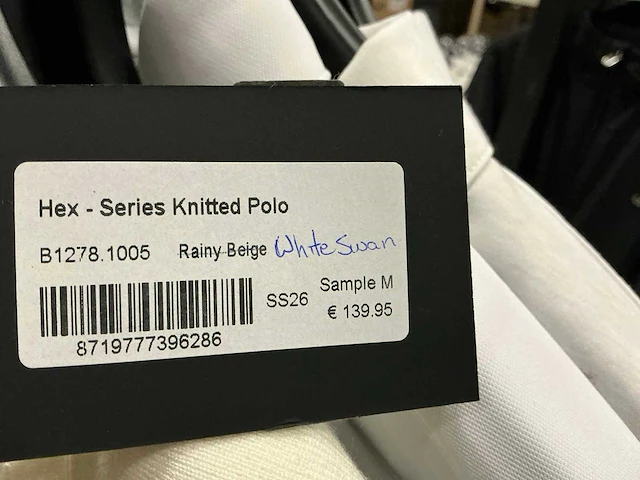 Hex - Series Knitted Polo
B1278.1005 Rainy Beige White Swan
SS26 Sample M
€ 139.95
8719777396286